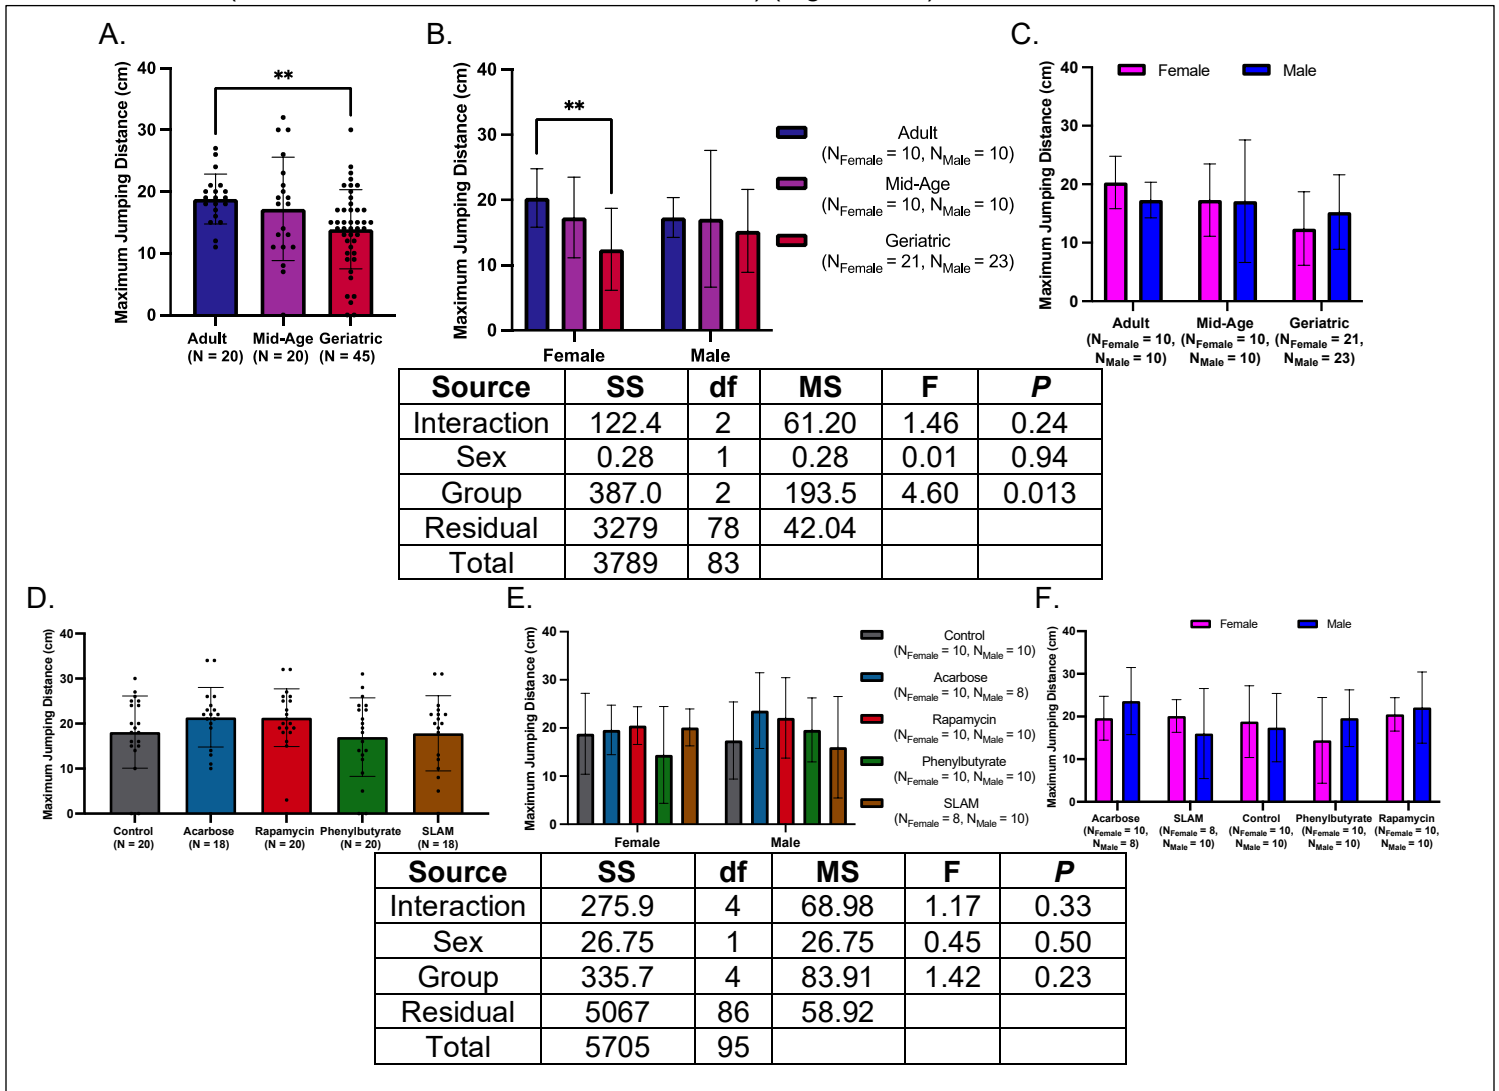 A.
B.
C.
Maximum Jumping Distance (cm)
40
30
20
10
0
**
Adult
(N = 20)
Mid-Age
(N = 20)
Geriatric
(N = 45)
Maximum Jumping Distance (cm)
40
30
20
10
0
**
Female
Male
Adult
(NFemale = 10, NMale = 10)
Mid-Age
(NFemale = 10, NMale = 10)
Geriatric
(NFemale = 21, NMale = 23)
Maximum Jumping Distance (cm)
40
30
20
10
0
Female
Male
Adult
(NFemale = 10,
NMale = 10)
Mid-Age
(NFemale = 10,
NMale = 10)
Geriatric
(NFemale = 21,
NMale = 23)
Source SS df MS F P
Interaction 122.4 2 61.20 1.46 0.24
Sex 0.28 1 0.28 0.01 0.94
Group 387.0 2 193.5 4.60 0.013
Residual 3279 78 42.04
Total 3789 83
D.
E.
F.
Maximum Jumping Distance (cm)
40
30
20
10
0
Control
(N = 20)
Acarbose
(N = 18)
Rapamycin
(N = 20)
Phenylbutyrate
(N = 20)
SLAM
(N = 18)
Maximum Jumping Distance (cm)
40
30
20
10
0
Female
Male
Control
(NFemale = 10, NMale = 10)
Acarbose
(NFemale = 10, NMale = 8)
Rapamycin
(NFemale = 10, NMale = 10)
Phenylbutyrate
(NFemale = 10, NMale = 10)
SLAM
(NFemale = 8, NMale = 10)
Maximum Jumping Distance (cm)
40
30
20
10
0
Female
Male
Acarbose
(NFemale = 10,
NMale = 8)
SLAM
(NFemale = 8,
NMale = 10)
Control
(NFemale = 10,
NMale = 10)
Phenylbutyrate
(NFemale = 10,
NMale = 10)
Rapamycin
(NFemale = 10,
NMale = 10)
Source SS df MS F P
Interaction 275.9 4 68.98 1.17 0.33
Sex 26.75 1 26.75 0.45 0.50
Group 335.7 4 83.91 1.42 0.23
Residual 5067 86 58.92
Total 5705 95